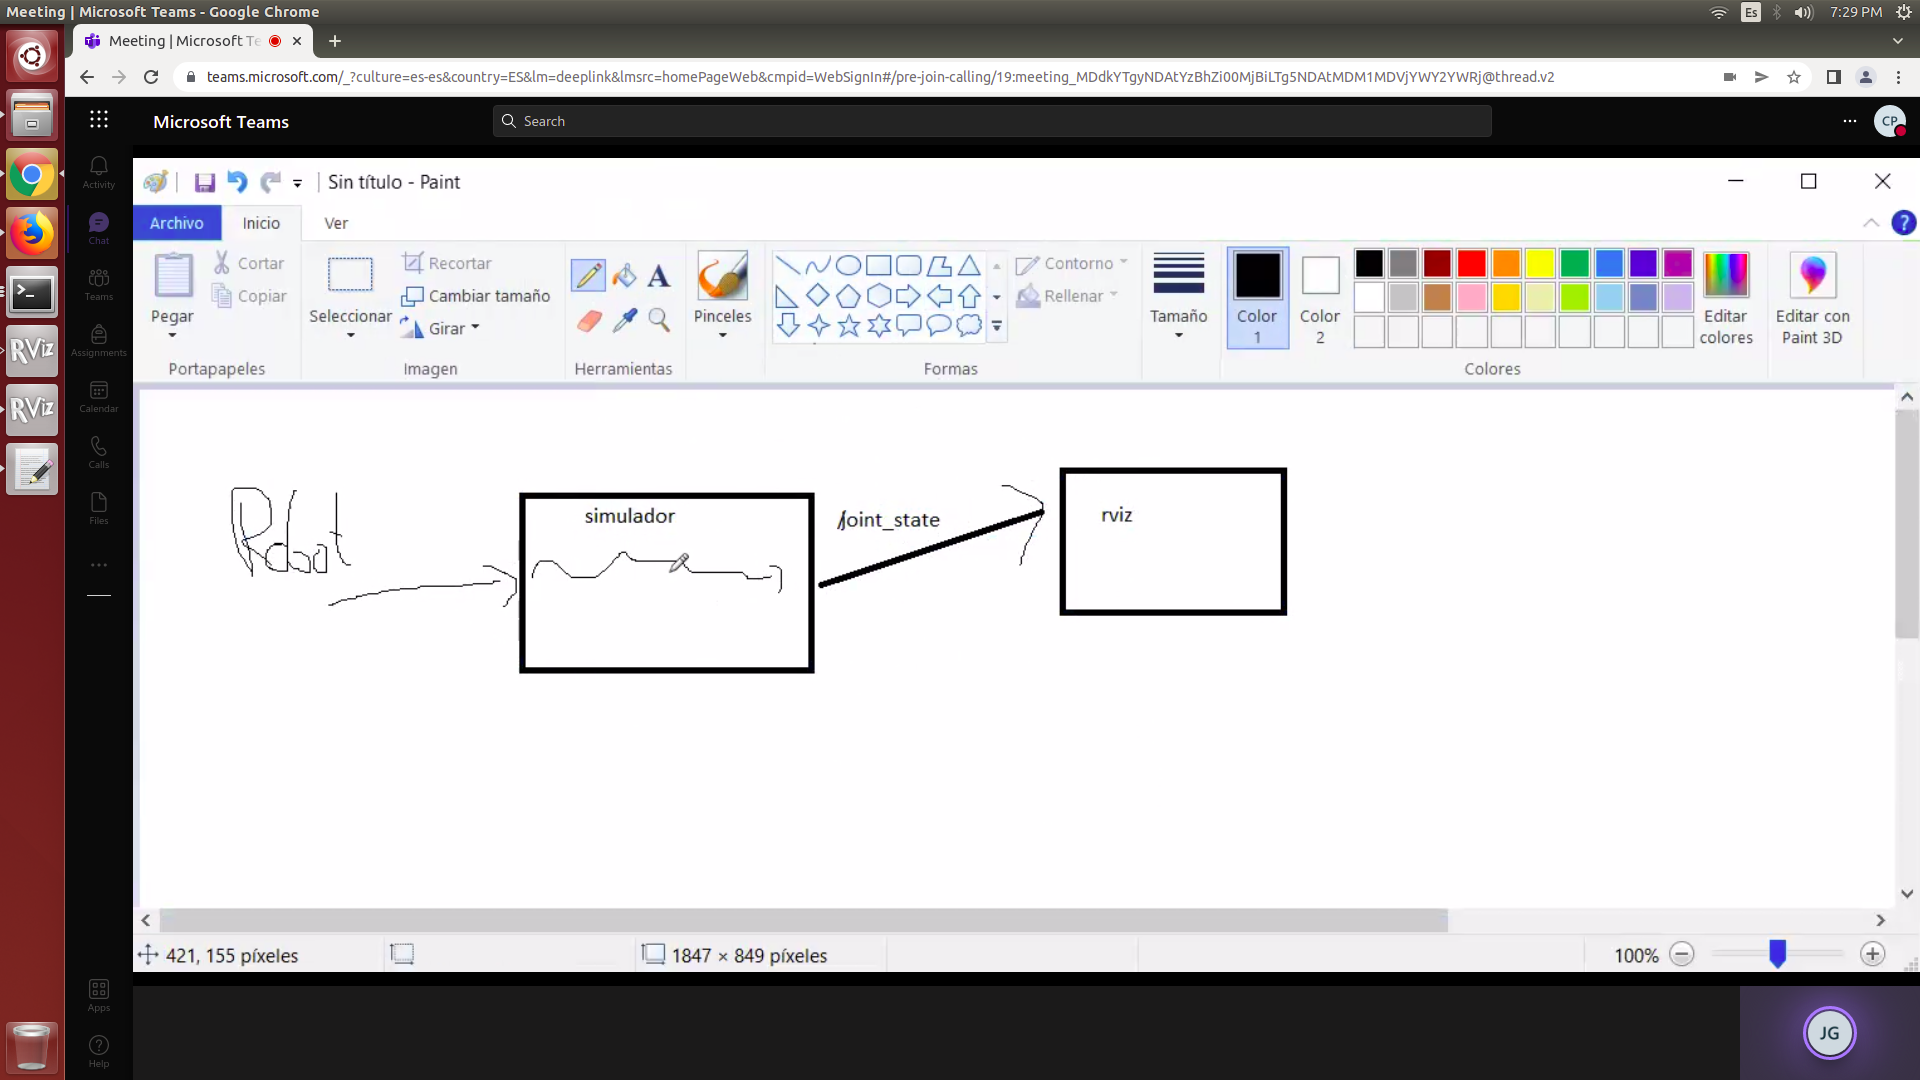 Meeting | Microsoft Teams - Google Chrome
Es
7:29 PM
Meeting | Microsoft Te
teams.microsoft.com/_?culture=es-es&country=ES&lm=deeplink&lmsrc=homePageWeb&cmpid=WebSignIn#/pre-join-calling/19:meeting_MDdkYTgyNDAtYzBhZi00MjBiLTg5NDAtMDM1MDVjYWY2YWRj@thread.v2
Microsoft Teams
Search
CP
Activity
Chat
Teams
Assignments
Calendar
Calls
Files
Apps
Help
RViz
RViz
Sin título - Paint
Archivo
Inicio
Ver
Pegar
Cortar
Copiar
Portapapeles
Seleccionar
Recortar
Cambiar tamaño
Girar
Imagen
A
Herramientas
Pinceles
Contorno
Rellenar
Formas
Tamaño
Color
1
Color
2
Editar
colores
Colores
Editar con
Paint 3D
Robot
simulador
/joint_state
rviz
421, 155 píxeles
1847 × 849 píxeles
100%
JG